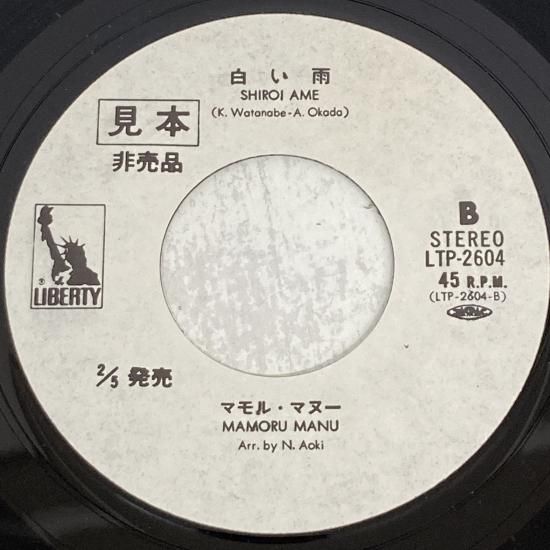 白い雨
SHIROI AME
(K. Watanabe-A. Okada)
見本
非売品
® LIBERTY
B
STEREO
LTP-2604
45 R.P.M.
(LTP-2604-B)
2/5 発売
マモル・マヌー
MAMORU MANU
Arr. by N. Aoki